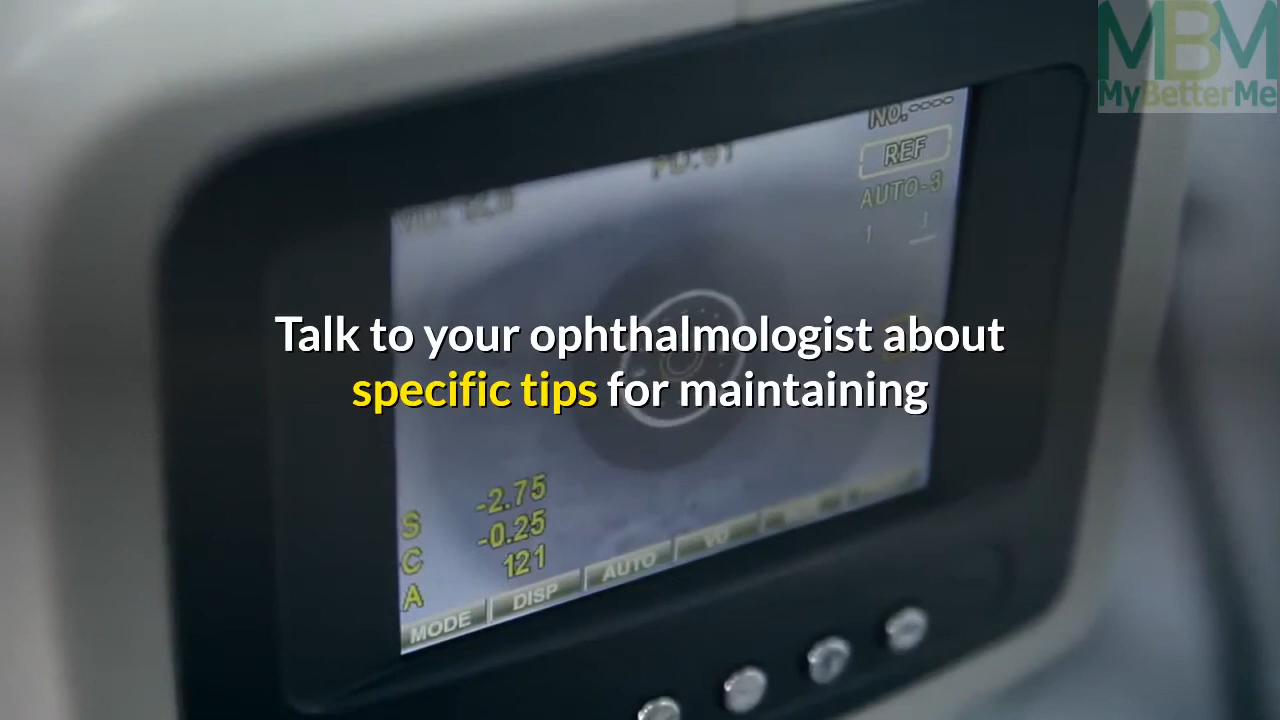 MBM
MyBetterMe
No.----
REF
AUTO-3
1
Talk to your ophthalmologist about
specific tips for maintaining
S -2.75
C -0.25
A 121
MODE DISP AUTO